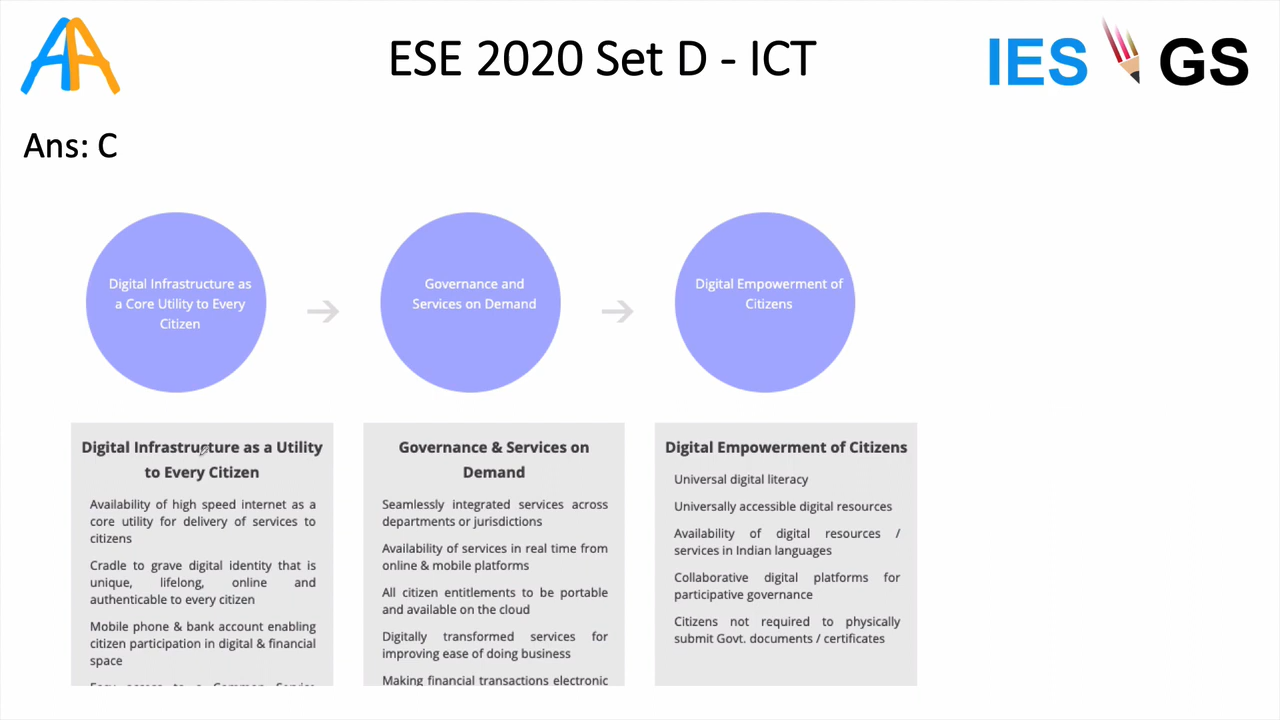 AA
ESE 2020 Set D - ICT
IES GS
Ans: C
Digital Infrastructure as
a Core Utility to Every
Citizen
Governance and
Services on Demand
Digital Empowerment of
Citizens
Digital Infrastructure as a Utility
to Every Citizen
Availability of high speed internet as a
core utility for delivery of services to
citizens
Cradle to grave digital identity that is
unique, lifelong, online and
authenticable to every citizen
Mobile phone & bank account enabling
citizen participation in digital & financial
space
Easy access to a Common Service
Governance & Services on
Demand
Seamlessly integrated services across
departments or jurisdictions
Availability of services in real time from
online & mobile platforms
All citizen entitlements to be portable
and available on the cloud
Digitally transformed services for
improving ease of doing business
Making financial transactions electronic
Digital Empowerment of Citizens
Universal digital literacy
Universally accessible digital resources
Availability of digital resources /
services in Indian languages
Collaborative digital platforms for
participative governance
Citizens not required to physically
submit Govt. documents / certificates